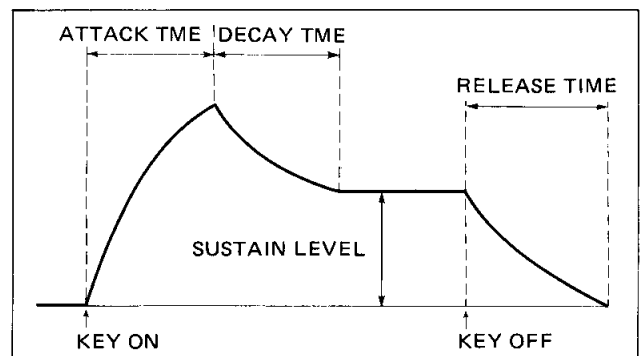 ATTACK TME DECAY TME
RELEASE TIME
SUSTAIN LEVEL
KEY ON KEY OFF